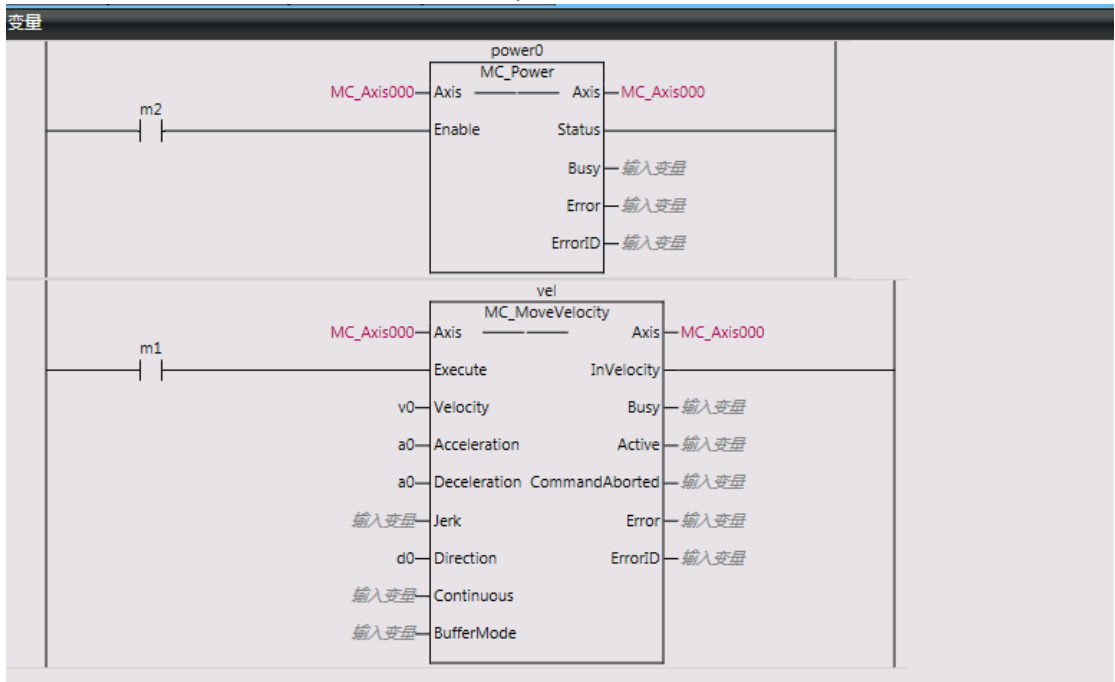 变量
power0
MC_Power
MC_Axis000 Axis Axis MC_Axis000
m2
Enable Status
Busy 输入变量
Error 输入变量
ErrorID 输入变量
vel
MC_MoveVelocity
MC_Axis000 Axis Axis MC_Axis000
m1
Execute InVelocity
v0 Velocity Busy 输入变量
a0 Acceleration Active 输入变量
a0 Deceleration CommandAborted 输入变量
输入变量 Jerk Error 输入变量
d0 Direction ErrorID 输入变量
输入变量 Continuous
输入变量 BufferMode